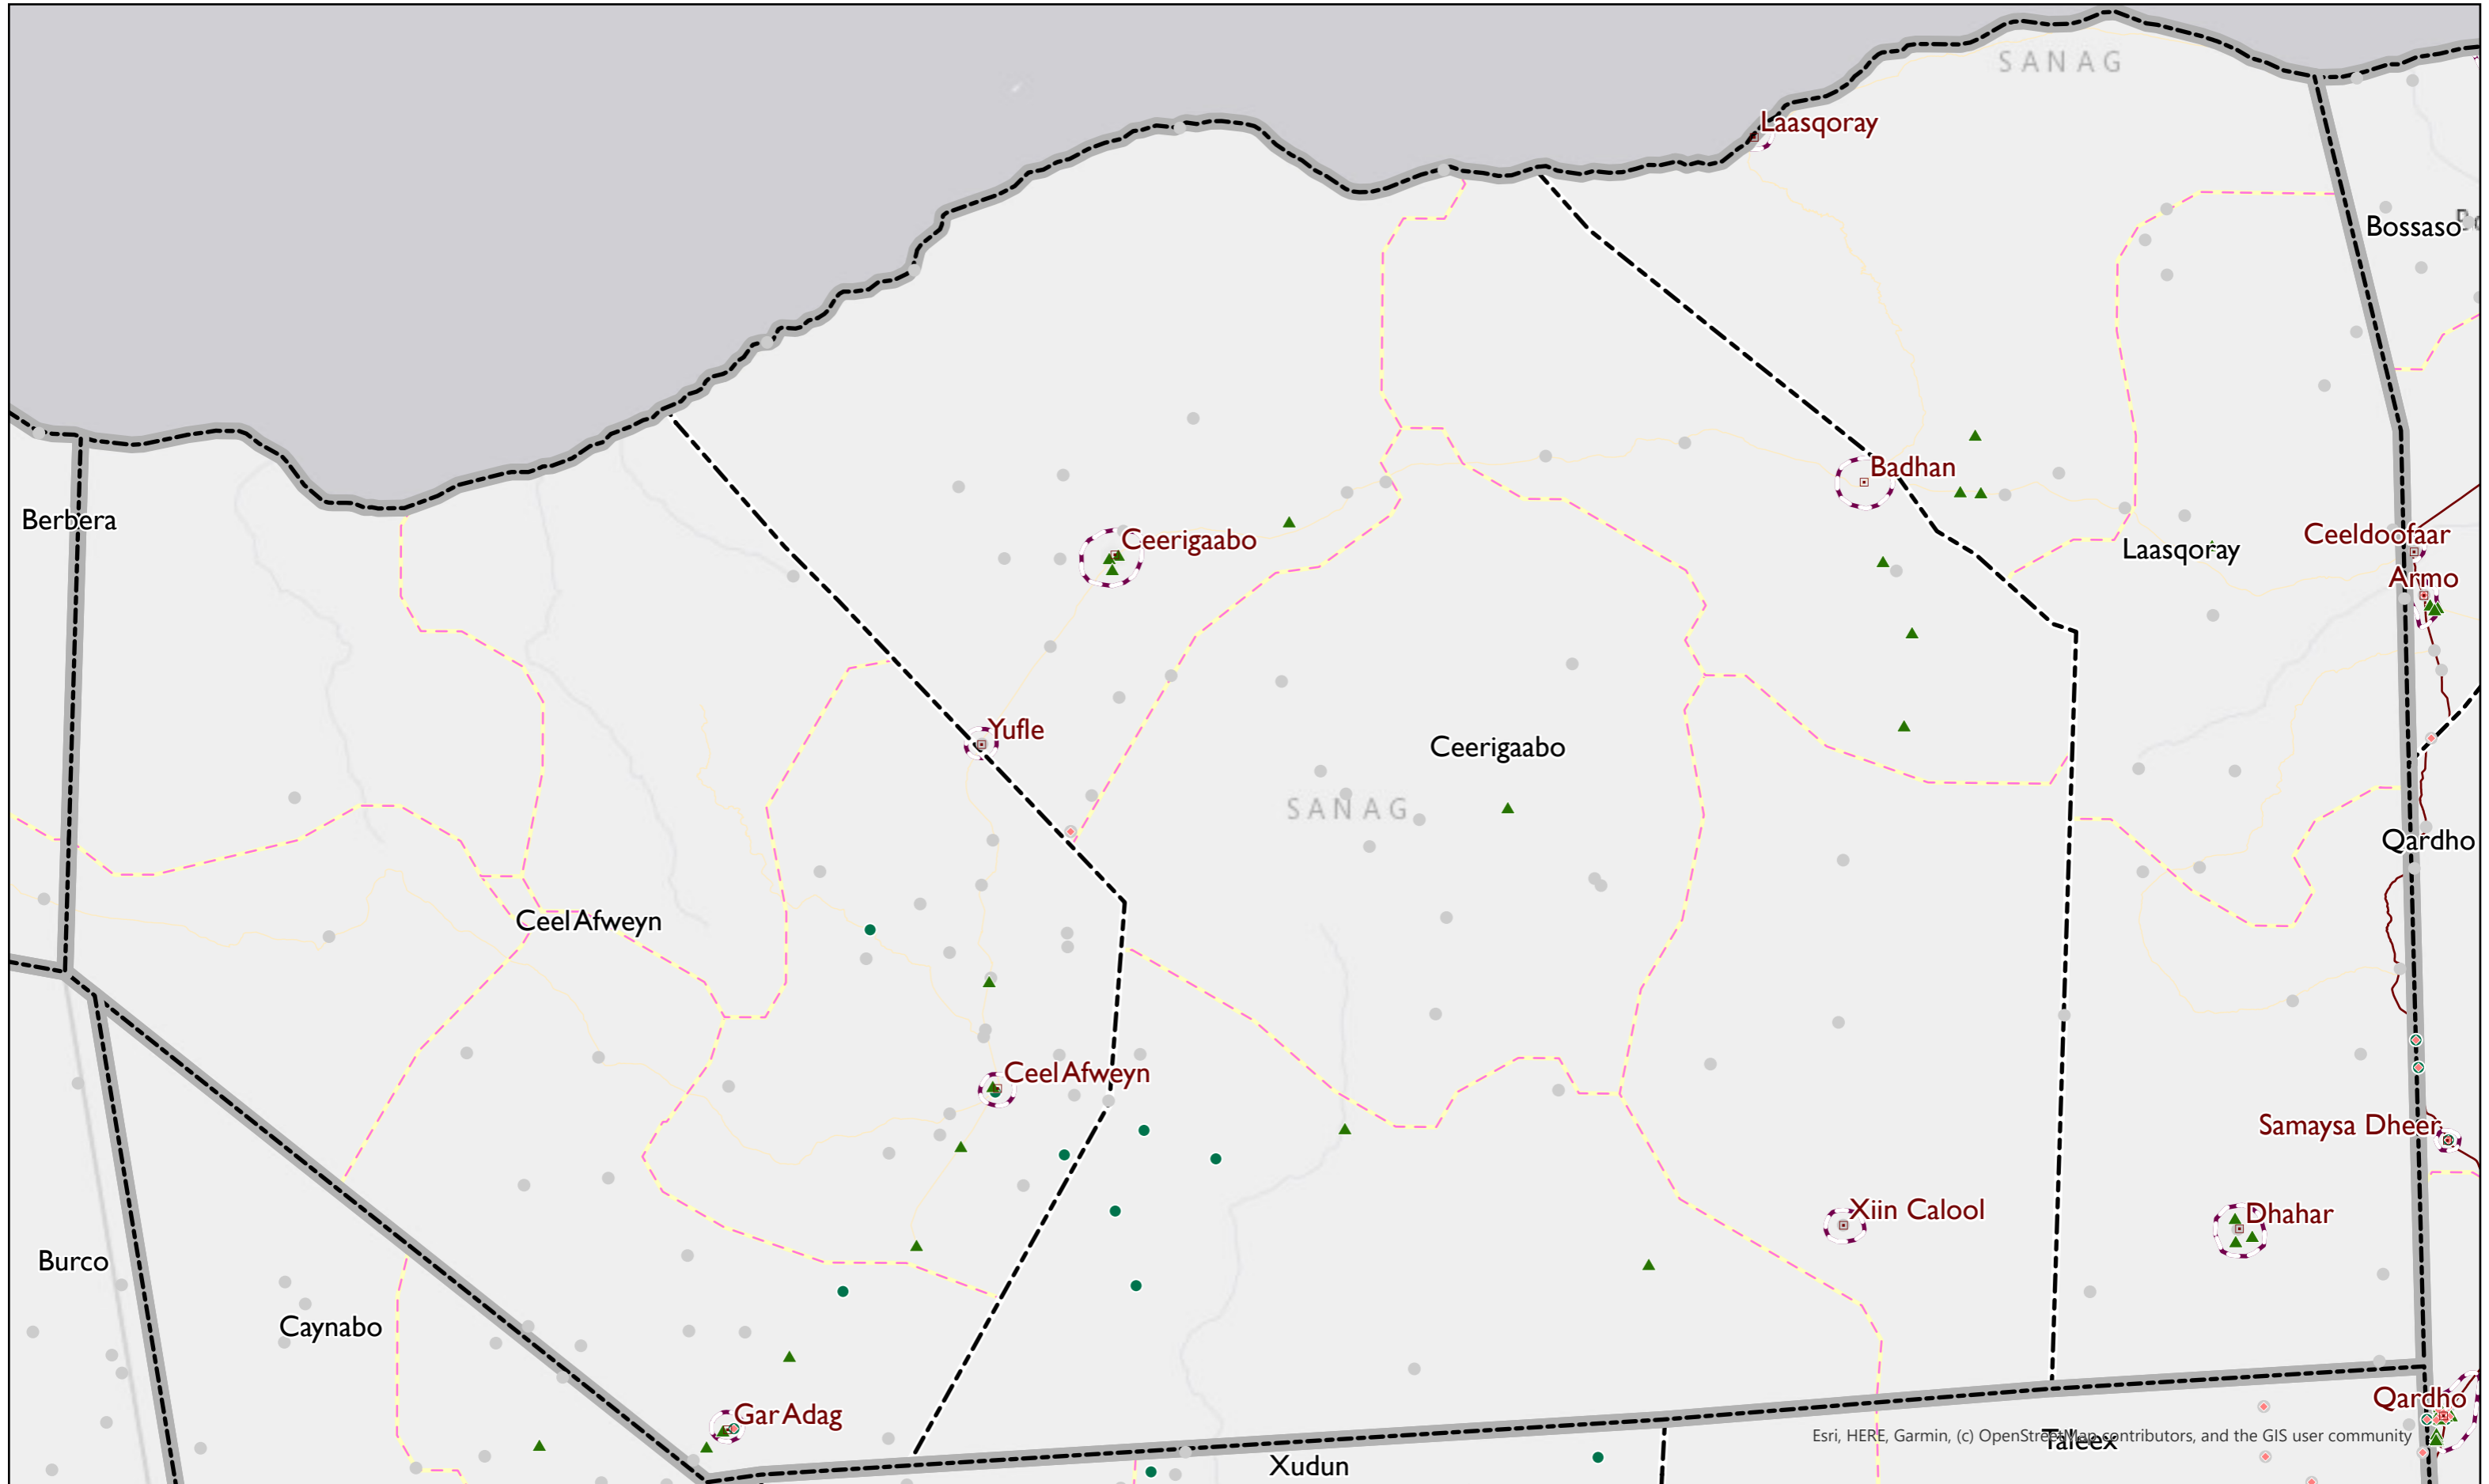 SANAG
Laasqoray
Bossaso
Badhan
Berbera
Ceerigaabo
Ceeldoofaar
Laasqoray
Armo
Yufle
Ceerigaabo
SANAG
Qardho
Ceel Afweyn
Ceel Afweyn
Samaysa Dheer
Xiin Calool
Dhahar
Burco
Caynabo
Qardho
Gar Adag
Esri, HERE, Garmin, (c) OpenStreetMap contributors, and the GIS user community
Taleex
Xudun